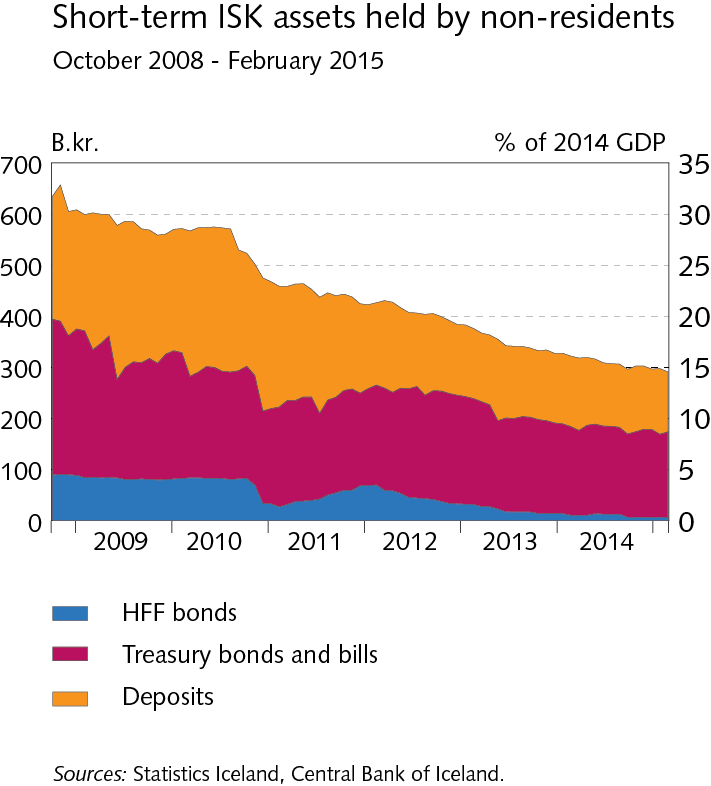 Short-term ISK assets held by non-residents
October 2008 - February 2015
B.kr. % of 2014 GDP
700 35
600 30
500 25
400 20
300 15
200 10
100 5
0 0
2009 2010 2011 2012 2013 2014
HFF bonds
Treasury bonds and bills
Deposits
Sources: Statistics Iceland, Central Bank of Iceland.